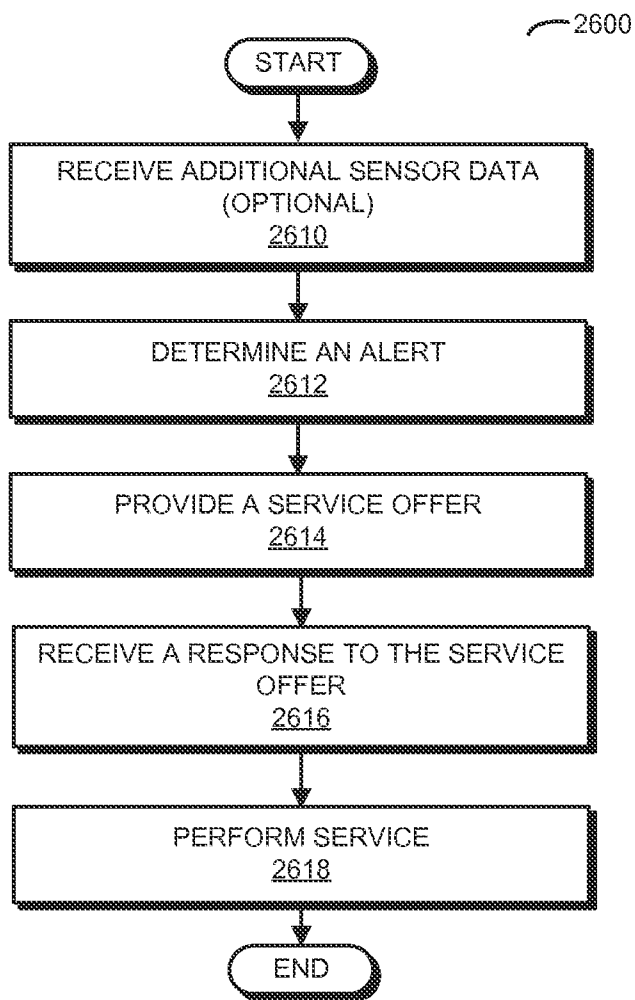 2600
START
RECEIVE ADDITIONAL SENSOR DATA
(OPTIONAL)
2610
DETERMINE AN ALERT
2612
PROVIDE A SERVICE OFFER
2614
RECEIVE A RESPONSE TO THE SERVICE
OFFER
2616
PERFORM SERVICE
2618
END